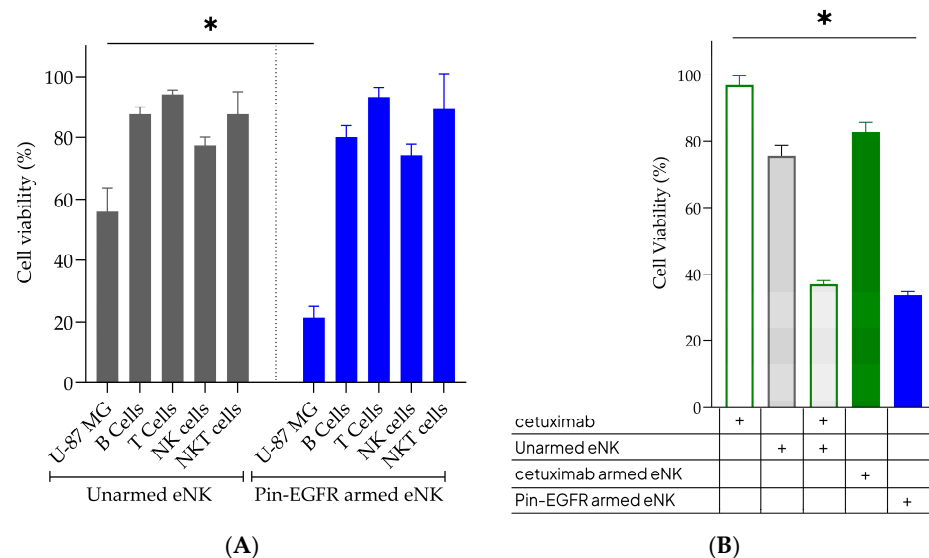 *
Cell viability (%)
100
80
60
40
20
0
U-87 MG
B Cells
T Cells
NK cells
NKT cells
U-87 MG
B Cells
T Cells
NK cells
NKT cells
Unarmed eNK
Pin-EGFR armed eNK
(A)
*
Cell Viability (%)
100
80
60
40
20
0
cetuximab + +
Unarmed eNK + +
cetuximab armed eNK +
Pin-EGFR armed eNK +
(B)